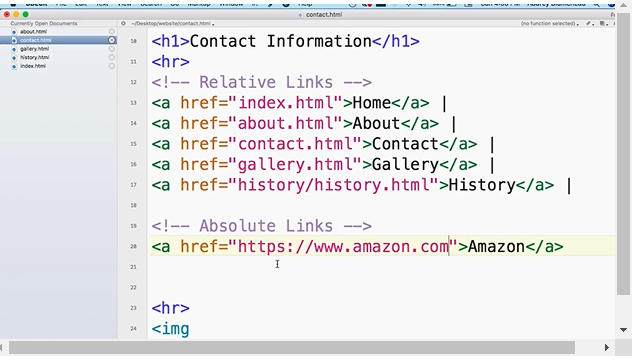 contact.html
Currently Open Documents
~/Desktop/website/contact.html
(no function selected)
about.html
contact.html
gallery.html
history.html
index.html
10 <h1>Contact Information</h1>
11 <hr>
12 <!-- Relative Links -->
13 <a href="index.html">Home</a> |
14 <a href="about.html">About</a> |
15 <a href="contact.html">Contact</a> |
16 <a href="gallery.html">Gallery</a> |
17 <a href="history/history.html">History</a> |
18
19 <!-- Absolute Links -->
20 <a href="https://www.amazon.com">Amazon</a>
21
22
23 <hr>
24 <img